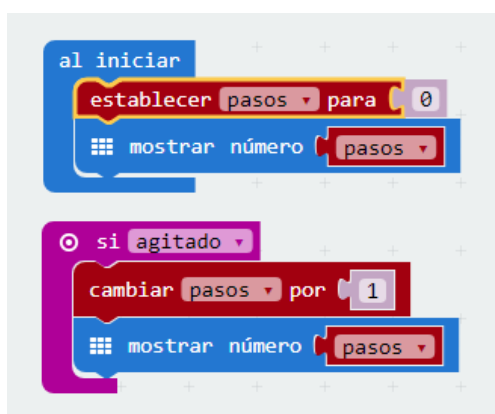 al iniciar
establecer pasos para 0
mostrar número pasos
si agitado
cambiar pasos por 1
mostrar número pasos